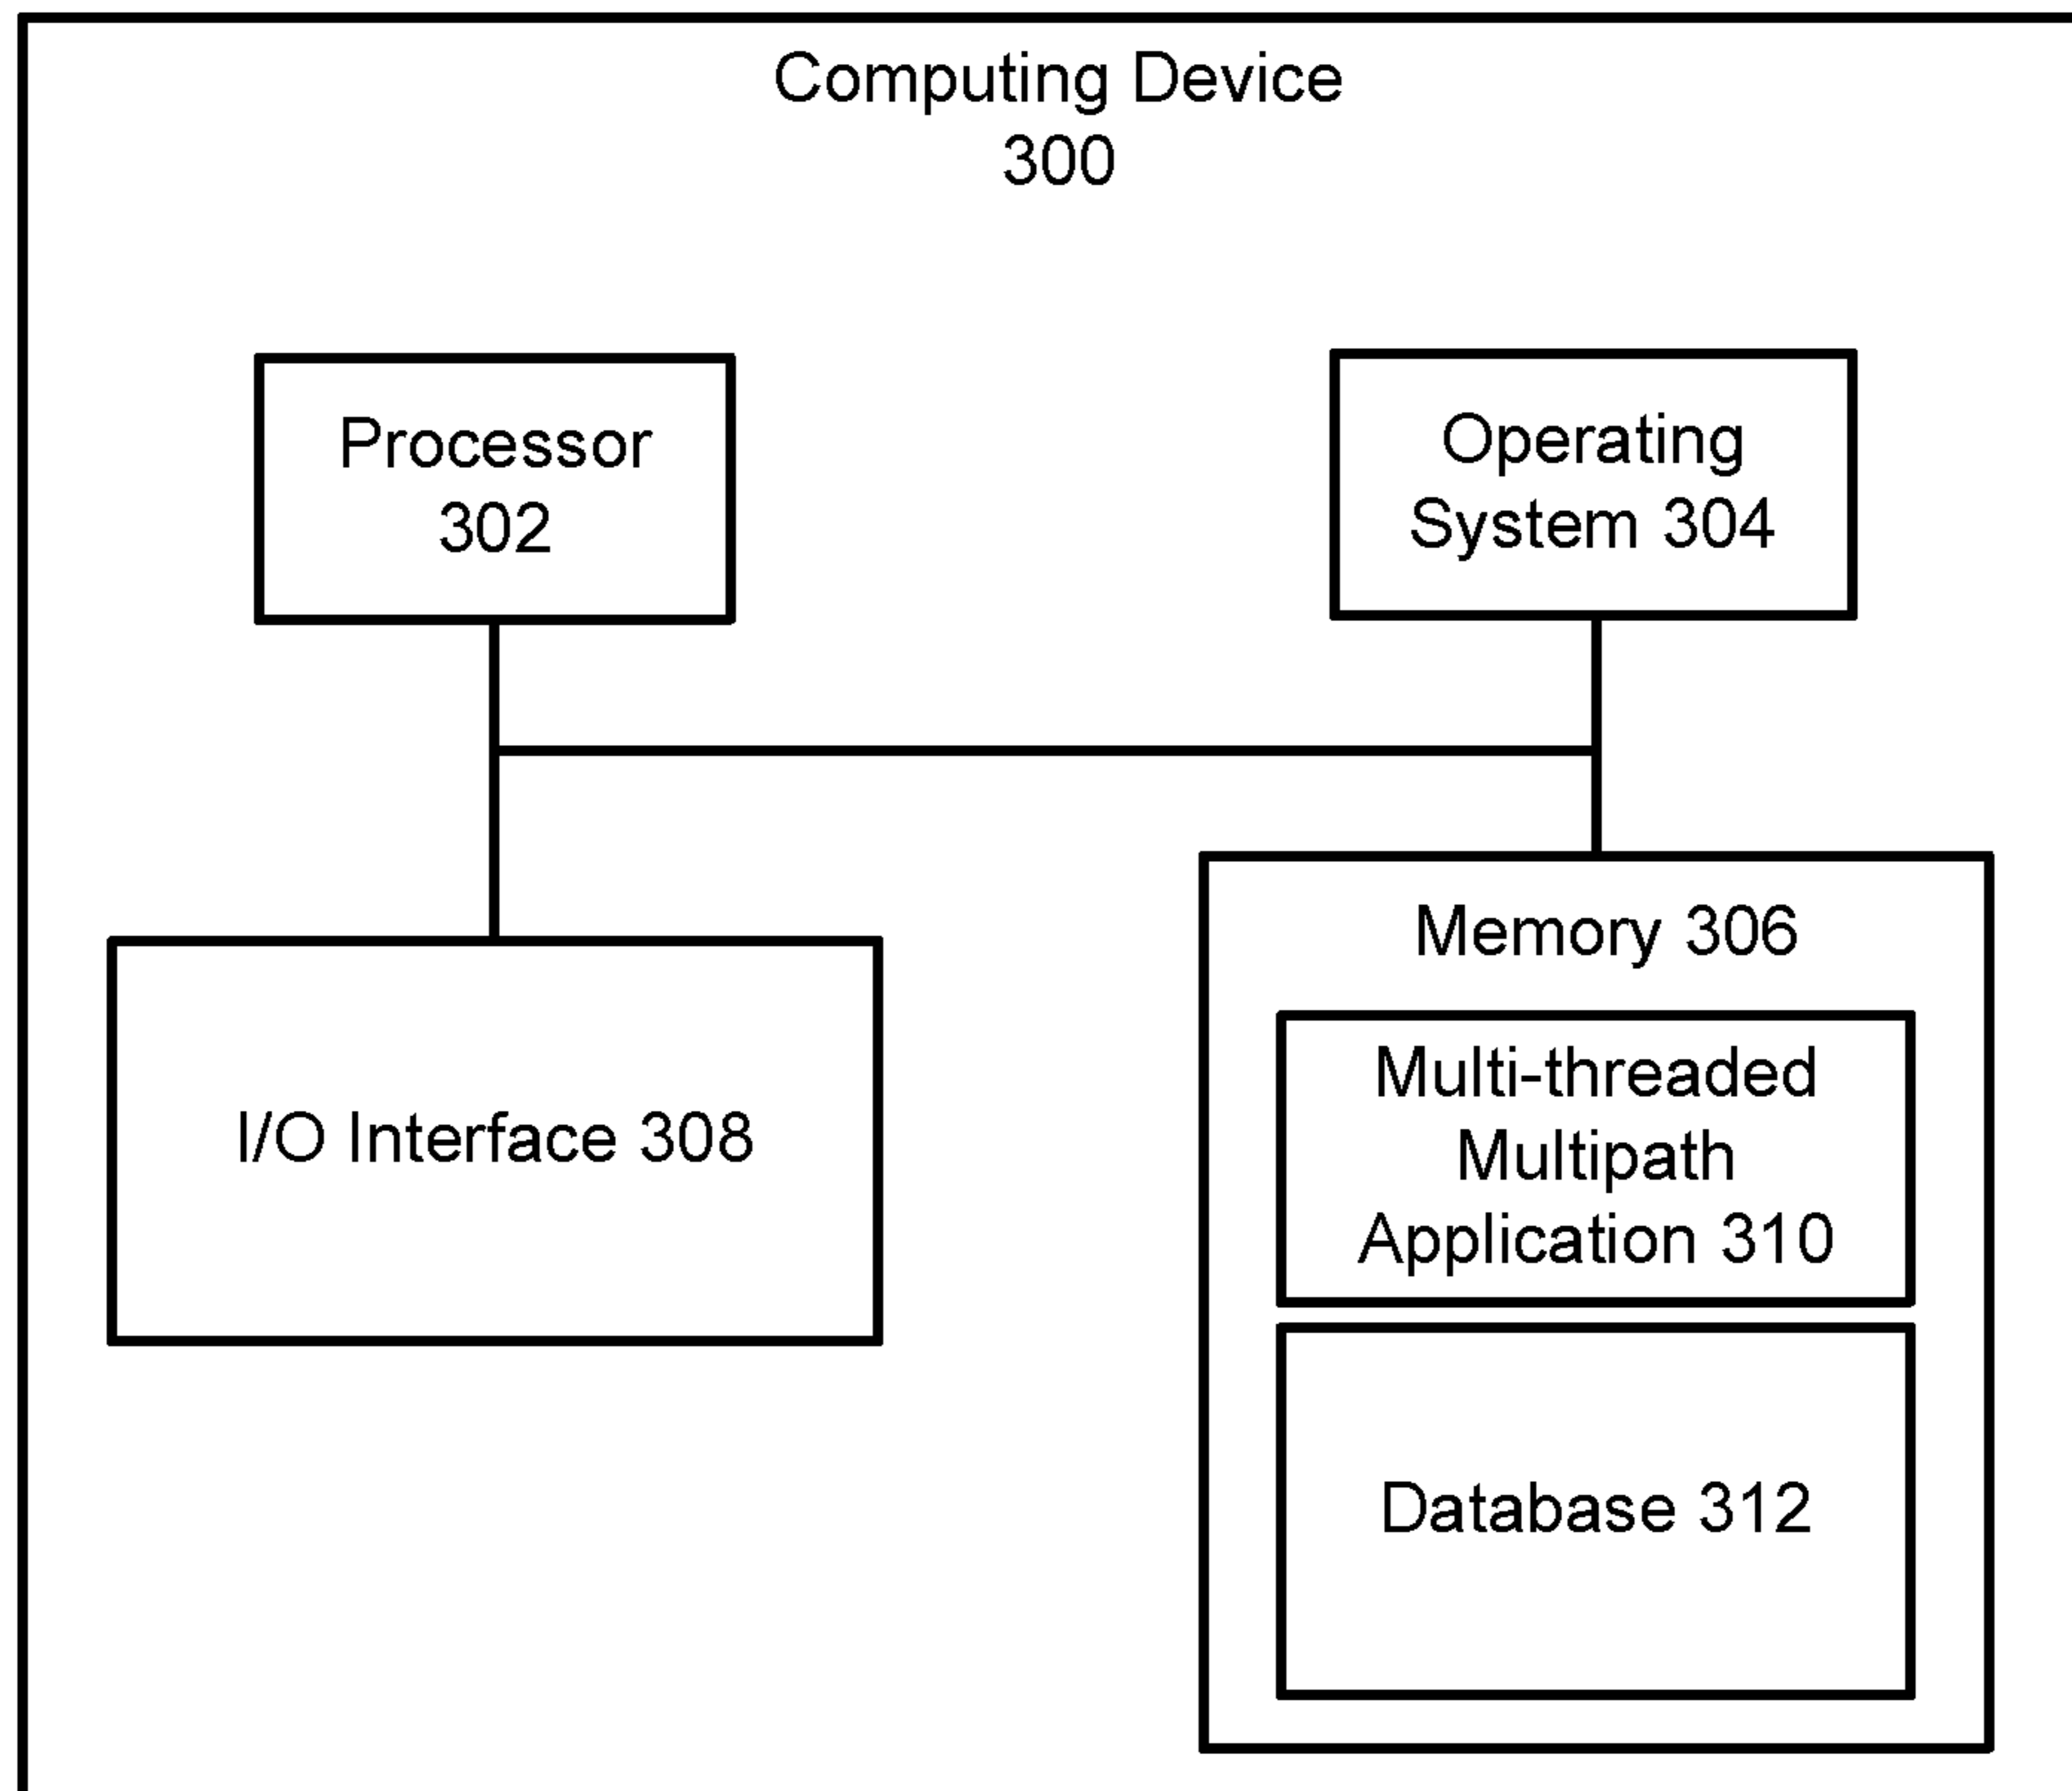 Computing Device
300
Processor
302
Operating
System 304
I/O Interface 308
Memory 306
Multi-threaded
Multipath
Application 310
Database 312